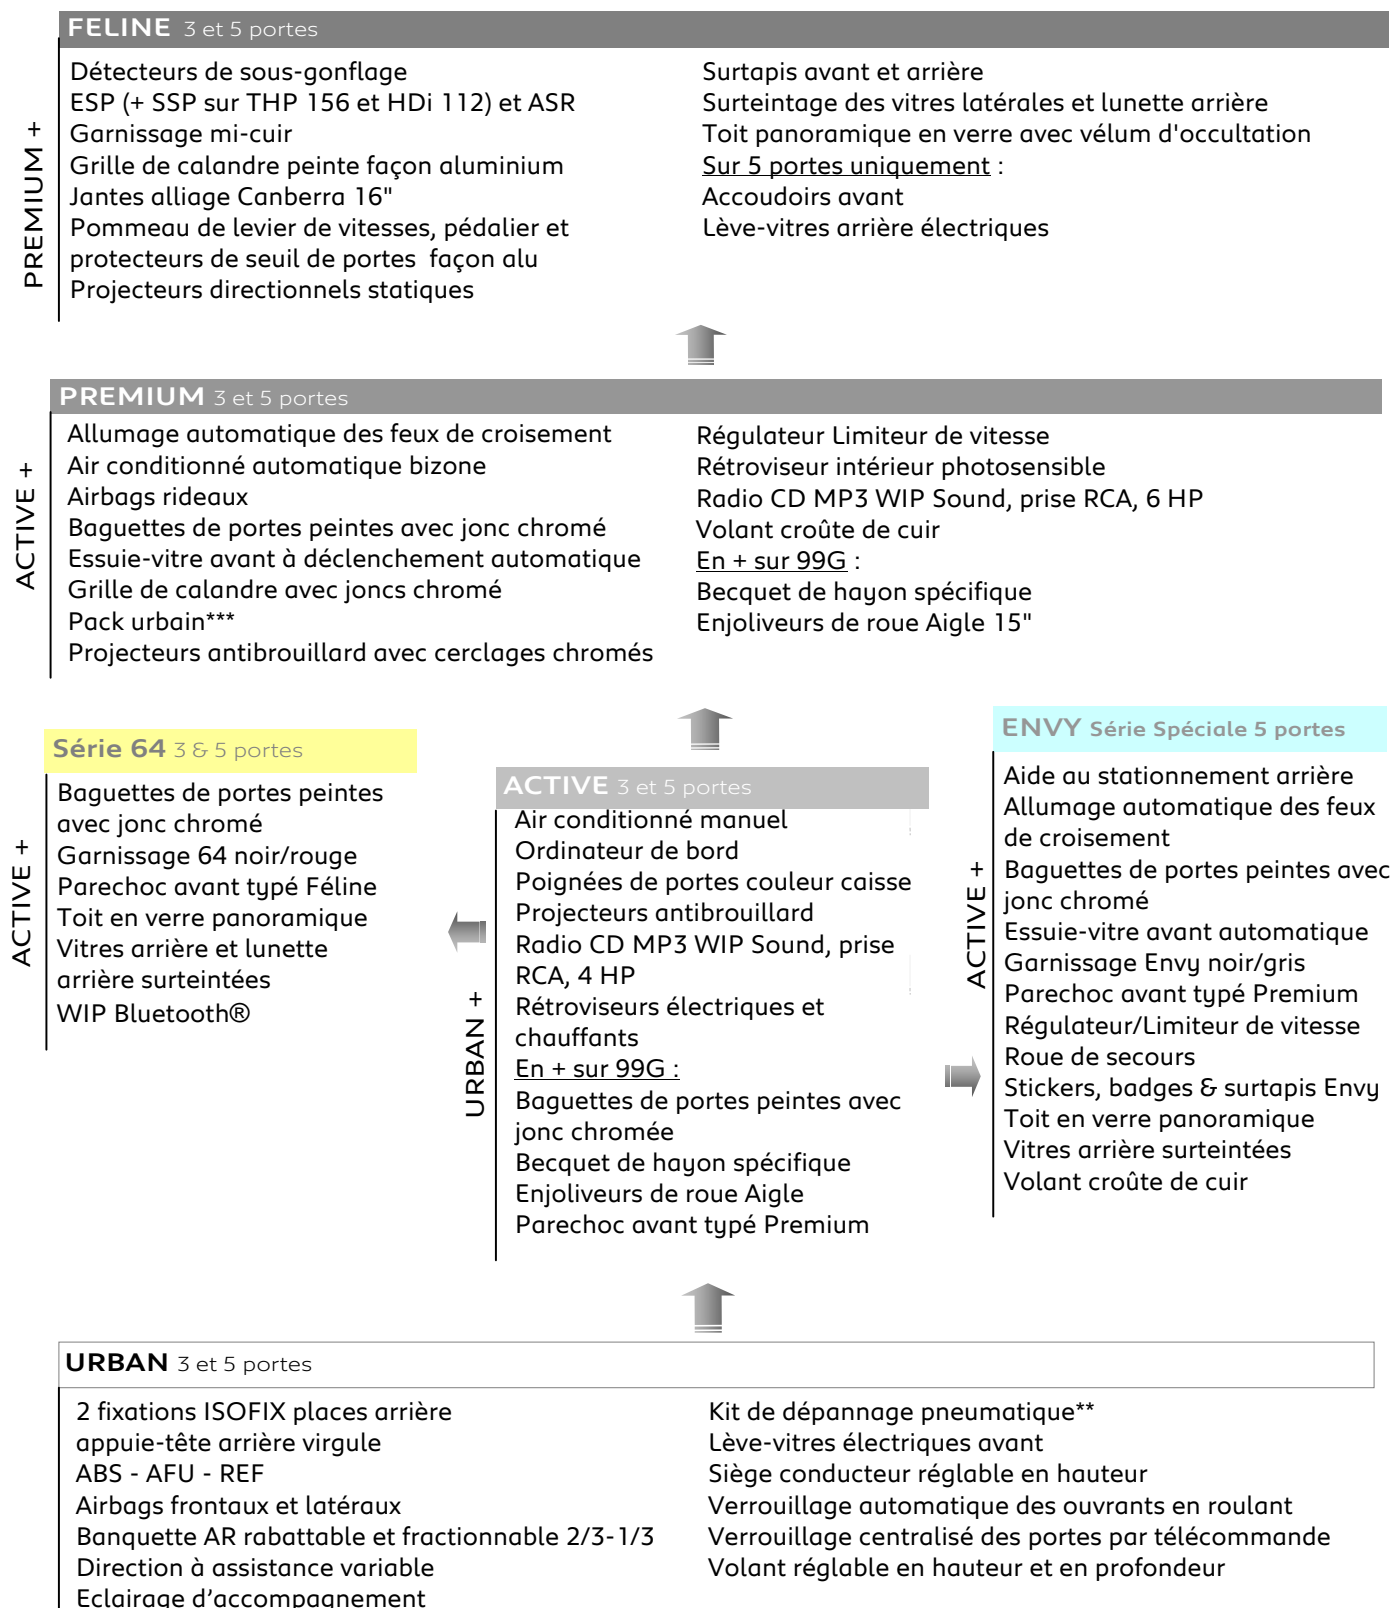 FELINE 3 et 5 portes
PREMIUM +
Détecteurs de sous-gonflage
ESP (+ SSP sur THP 156 et HDi 112) et ASR
Garnissage mi-cuir
Grille de calandre peinte façon aluminium
Jantes alliage Canberra 16"
Pommeau de levier de vitesses, pédalier et
protecteurs de seuil de portes façon alu
Projecteurs directionnels statiques
Surtapis avant et arrière
Surteintage des vitres latérales et lunette arrière
Toit panoramique en verre avec vélum d'occultation
Sur 5 portes uniquement :
Accoudoirs avant
Lève-vitres arrière électriques
PREMIUM 3 et 5 portes
ACTIVE +
Allumage automatique des feux de croisement
Air conditionné automatique bizone
Airbags rideaux
Baguettes de portes peintes avec jonc chromé
Essuie-vitre avant à déclenchement automatique
Grille de calandre avec joncs chromé
Pack urbain***
Projecteurs antibrouillard avec cerclages chromés
Régulateur Limiteur de vitesse
Rétroviseur intérieur photosensible
Radio CD MP3 WIP Sound, prise RCA, 6 HP
Volant croûte de cuir
En + sur 99G :
Becquet de hayon spécifique
Enjoliveurs de roue Aigle 15"
Série 64 3 & 5 portes
ACTIVE +
Baguettes de portes peintes
avec jonc chromé
Garnissage 64 noir/rouge
Parechoc avant typé Féline
Toit en verre panoramique
Vitres arrière et lunette
arrière surteintées
WIP Bluetooth®
ACTIVE 3 et 5 portes
URBAN +
Air conditionné manuel
Ordinateur de bord
Poignées de portes couleur caisse
Projecteurs antibrouillard
Radio CD MP3 WIP Sound, prise
RCA, 4 HP
Rétroviseurs électriques et
chauffants
En + sur 99G :
Baguettes de portes peintes avec
jonc chromée
Becquet de hayon spécifique
Enjoliveurs de roue Aigle
Parechoc avant typé Premium
ENVY Série Spéciale 5 portes
ACTIVE +
Aide au stationnement arrière
Allumage automatique des feux
de croisement
Baguettes de portes peintes avec
jonc chromé
Essuie-vitre avant automatique
Garnissage Envy noir/gris
Parechoc avant typé Premium
Régulateur/Limiteur de vitesse
Roue de secours
Stickers, badges & surtapis Envy
Toit en verre panoramique
Vitres arrière surteintées
Volant croûte de cuir
URBAN 3 et 5 portes
2 fixations ISOFIX places arrière
appuie-tête arrière virgule
ABS - AFU - REF
Airbags frontaux et latéraux
Banquette AR rabattable et fractionnable 2/3-1/3
Direction à assistance variable
Eclairage d’accompagnement
Kit de dépannage pneumatique**
Lève-vitres électriques avant
Siège conducteur réglable en hauteur
Verrouillage automatique des ouvrants en roulant
Verrouillage centralisé des portes par télécommande
Volant réglable en hauteur et en profondeur